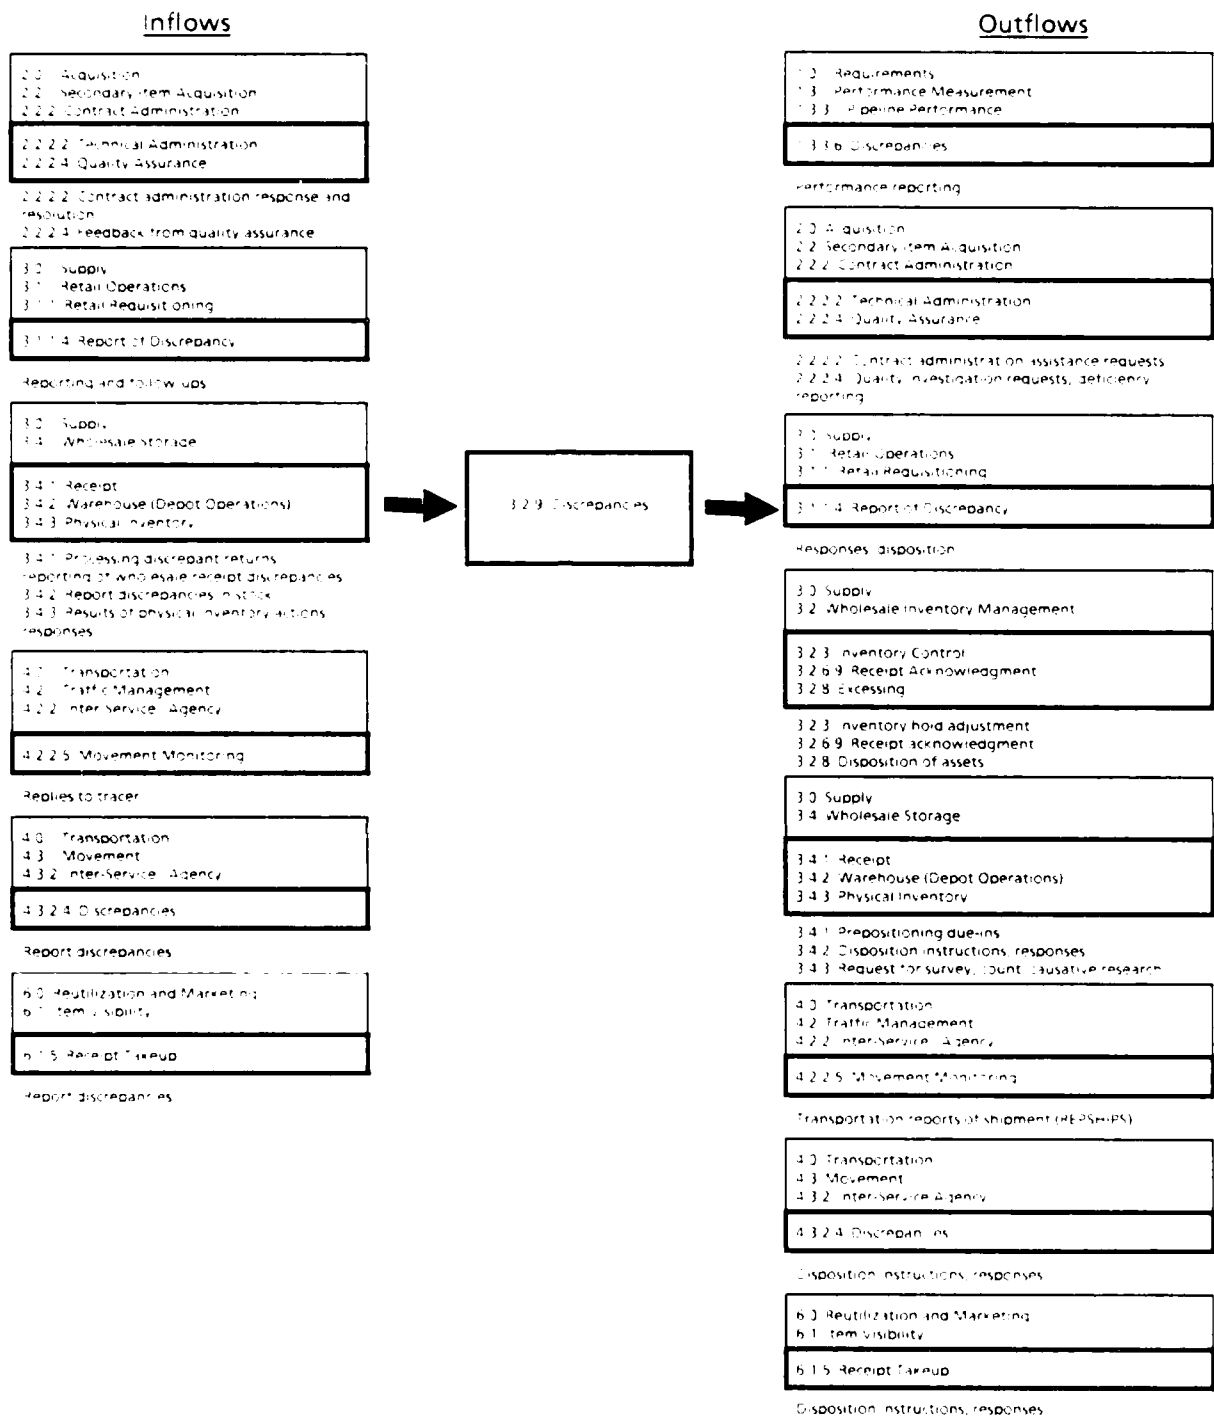 Inflows
2.0 Acquisition
2.2 Secondary Item Acquisition
2.2.2 Contract Administration
2.2.2.2 Technical Administration
2.2.2.4 Quality Assurance
2.2.2.2 Contract administration response and
resolution
2.2.2.4 Feedback from quality assurance
3.0 Supply
3.1 Retail Operations
3.1.1 Retail Requisitioning
3.1.1.4 Report of Discrepancy
Reporting and follow-ups
3.0 Supply
3.4 Wholesale Storage
3.4.1 Receipt
3.4.2 Warehouse (Depot Operations)
3.4.3 Physical Inventory
3.4.1 Processing discrepant returns
reporting of wholesale receipt discrepancies
3.4.2 Report discrepancies in stock
3.4.3 Results of physical inventory actions
responses
4.0 Transportation
4.2 Traffic Management
4.2.2 Inter-Service Agency
4.2.2.5 Movement Monitoring
Replies to tracer
4.0 Transportation
4.3 Movement
4.3.2 Inter-Service Agency
4.3.2.4 Discrepancies
Report discrepancies
6.0 Reutilization and Marketing
6.1 Item Visibility
6.1.5 Receipt Takeup
Report discrepancies
3.2.9 Discrepancies
Outflows
1.0 Requirements
1.3 Performance Measurement
1.3.3 Pipeline Performance
1.3.3.6 Discrepancies
Performance reporting
2.0 Acquisition
2.2 Secondary Item Acquisition
2.2.2 Contract Administration
2.2.2.2 Technical Administration
2.2.2.4 Quality Assurance
2.2.2.2 Contract administration assistance requests
2.2.2.4 Quality investigation requests, deficiency
reporting
3.0 Supply
3.1 Retail Operations
3.1.1 Retail Requisitioning
3.1.1.4 Report of Discrepancy
Responses, disposition
3.0 Supply
3.2 Wholesale Inventory Management
3.2.3 Inventory Control
3.2.6.9 Receipt Acknowledgment
3.2.8 Excessing
3.2.3 Inventory hold adjustment
3.2.6.9 Receipt acknowledgment
3.2.8 Disposition of assets
3.0 Supply
3.4 Wholesale Storage
3.4.1 Receipt
3.4.2 Warehouse (Depot Operations)
3.4.3 Physical Inventory
3.4.1 Prepositioning due-ins
3.4.2 Disposition instructions, responses
3.4.3 Request for survey, count, causative research
4.0 Transportation
4.2 Traffic Management
4.2.2 Inter-Service Agency
4.2.2.5 Movement Monitoring
Transportation reports of shipment (REPSHIPS)
4.0 Transportation
4.3 Movement
4.3.2 Inter-Service Agency
4.3.2.4 Discrepancies
Disposition instructions, responses
6.0 Reutilization and Marketing
6.1 Item Visibility
6.1.5 Receipt Takeup
Disposition instructions, responses